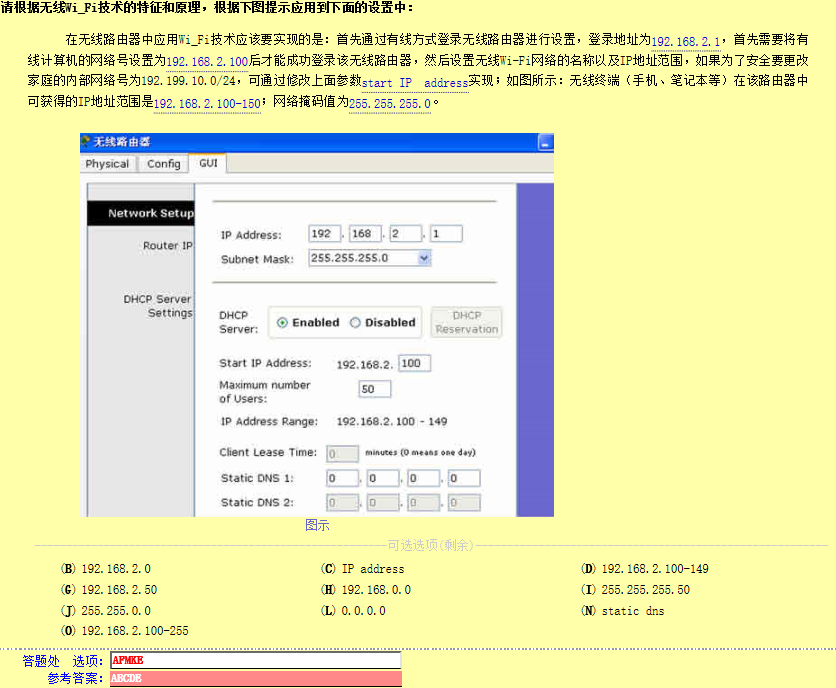 请根据无线Wi_Fi技术的特征和原理，根据下图提示应用到下面的设置中：
在无线路由器中应用Wi_Fi技术应该要实现的是：首先通过有线方式登录无线路由器进行设置，登录地址为192.168.2.1，首先需要将有
线计算机的网络号设置为192.168.2.100后才能成功登录该无线路由器，然后设置无线Wi-Fi网络的名称以及IP地址范围，如果为了安全要更改
家庭的内部网络号为192.199.10.0/24，可通过修改上面参数start IP address实现；如图所示：无线终端（手机、笔记本等）在该路由器中
可获得的IP地址范围是192.168.2.100-150；网络掩码值为255.255.255.0。
无线路由器
Physical Config GUI
Network Setup
IP Address: 192 . 168 . 2 . 1
Router IP
Subnet Mask: 255.255.255.0
DHCP Server Settings
DHCP Server: Enabled Disabled DHCP Reservation
Start IP Address: 192.168.2. 100
Maximum number of Users: 50
IP Address Range: 192.168.2.100 - 149
Client Lease Time: 0 minutes (0 means one day)
Static DNS 1: 0 . 0 . 0 . 0
Static DNS 2: 0 . 0 . 0 . 0
图示
可选选项(剩余)
(B) 192.168.2.0 (C) IP address (D) 192.168.2.100-149
(G) 192.168.2.50 (H) 192.168.0.0 (I) 255.255.255.50
(J) 255.255.0.0 (L) 0.0.0.0 (N) static dns
(O) 192.168.2.100-255
答题处 选项: APMKE
参考答案: ABCDE